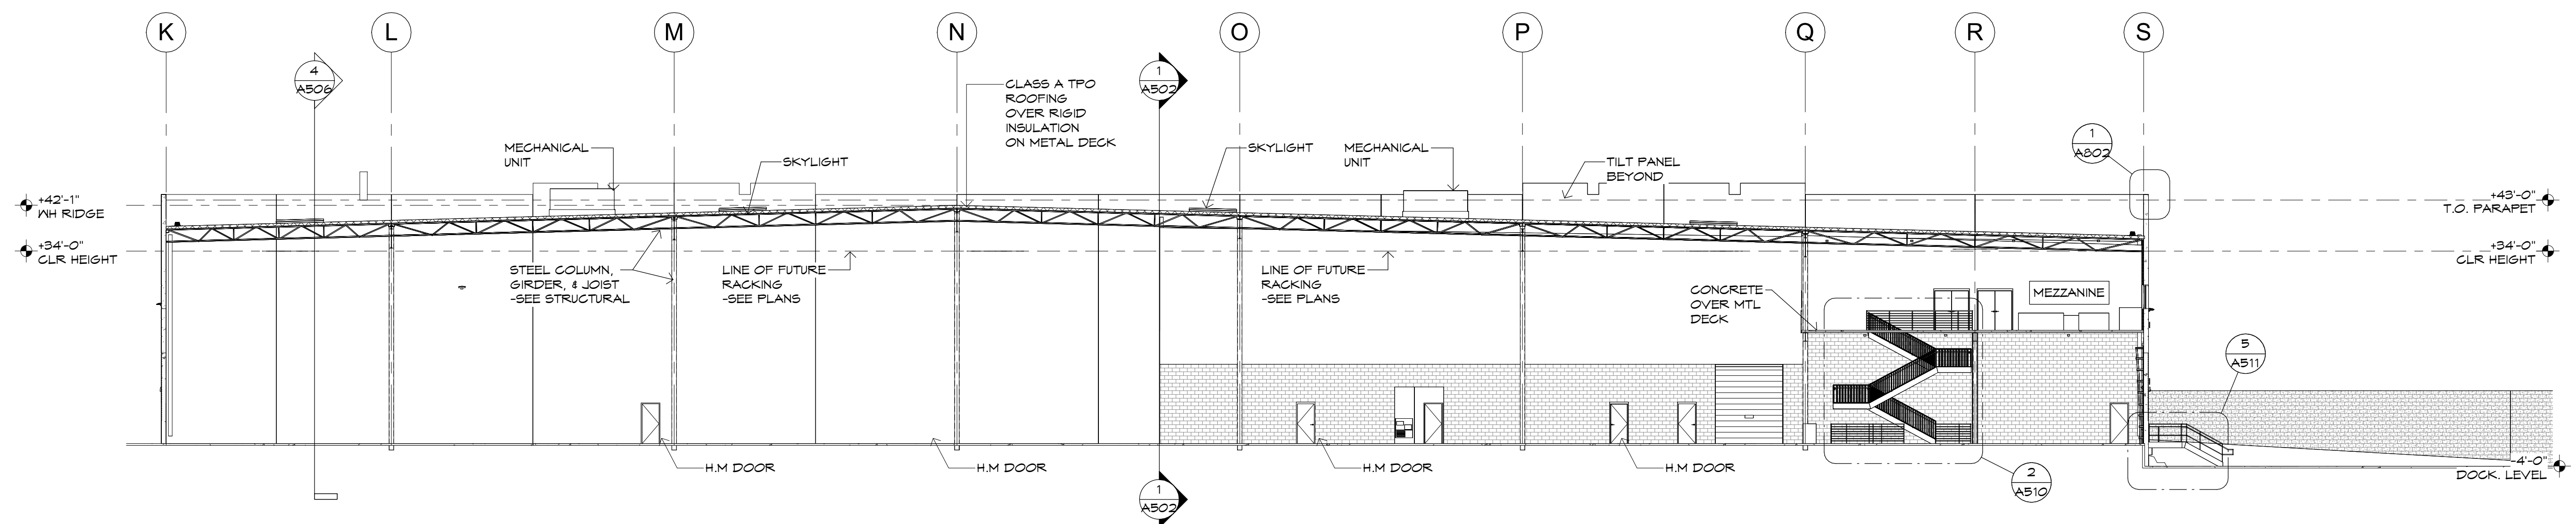 K
L
M
N
O
P
Q
R
S
4
A506
1
A502
CLASS A TPO
ROOFING
OVER RIGID
INSULATION
ON METAL DECK
1
A802
MECHANICAL
UNIT
SKYLIGHT
SKYLIGHT
MECHANICAL
UNIT
TILT PANEL
BEYOND
+42'-1"
WH RIDGE
+43'-0"
T.O. PARAPET
+34'-0"
CLR HEIGHT
+34'-0"
CLR HEIGHT
STEEL COLUMN,
GIRDER, & JOIST
-SEE STRUCTURAL
LINE OF FUTURE
RACKING
-SEE PLANS
LINE OF FUTURE
RACKING
-SEE PLANS
CONCRETE
OVER MTL
DECK
MEZZANINE
5
A511
H.M DOOR
H.M DOOR
H.M DOOR
H.M DOOR
-4'-0"
DOCK. LEVEL
1
A502
2
A510